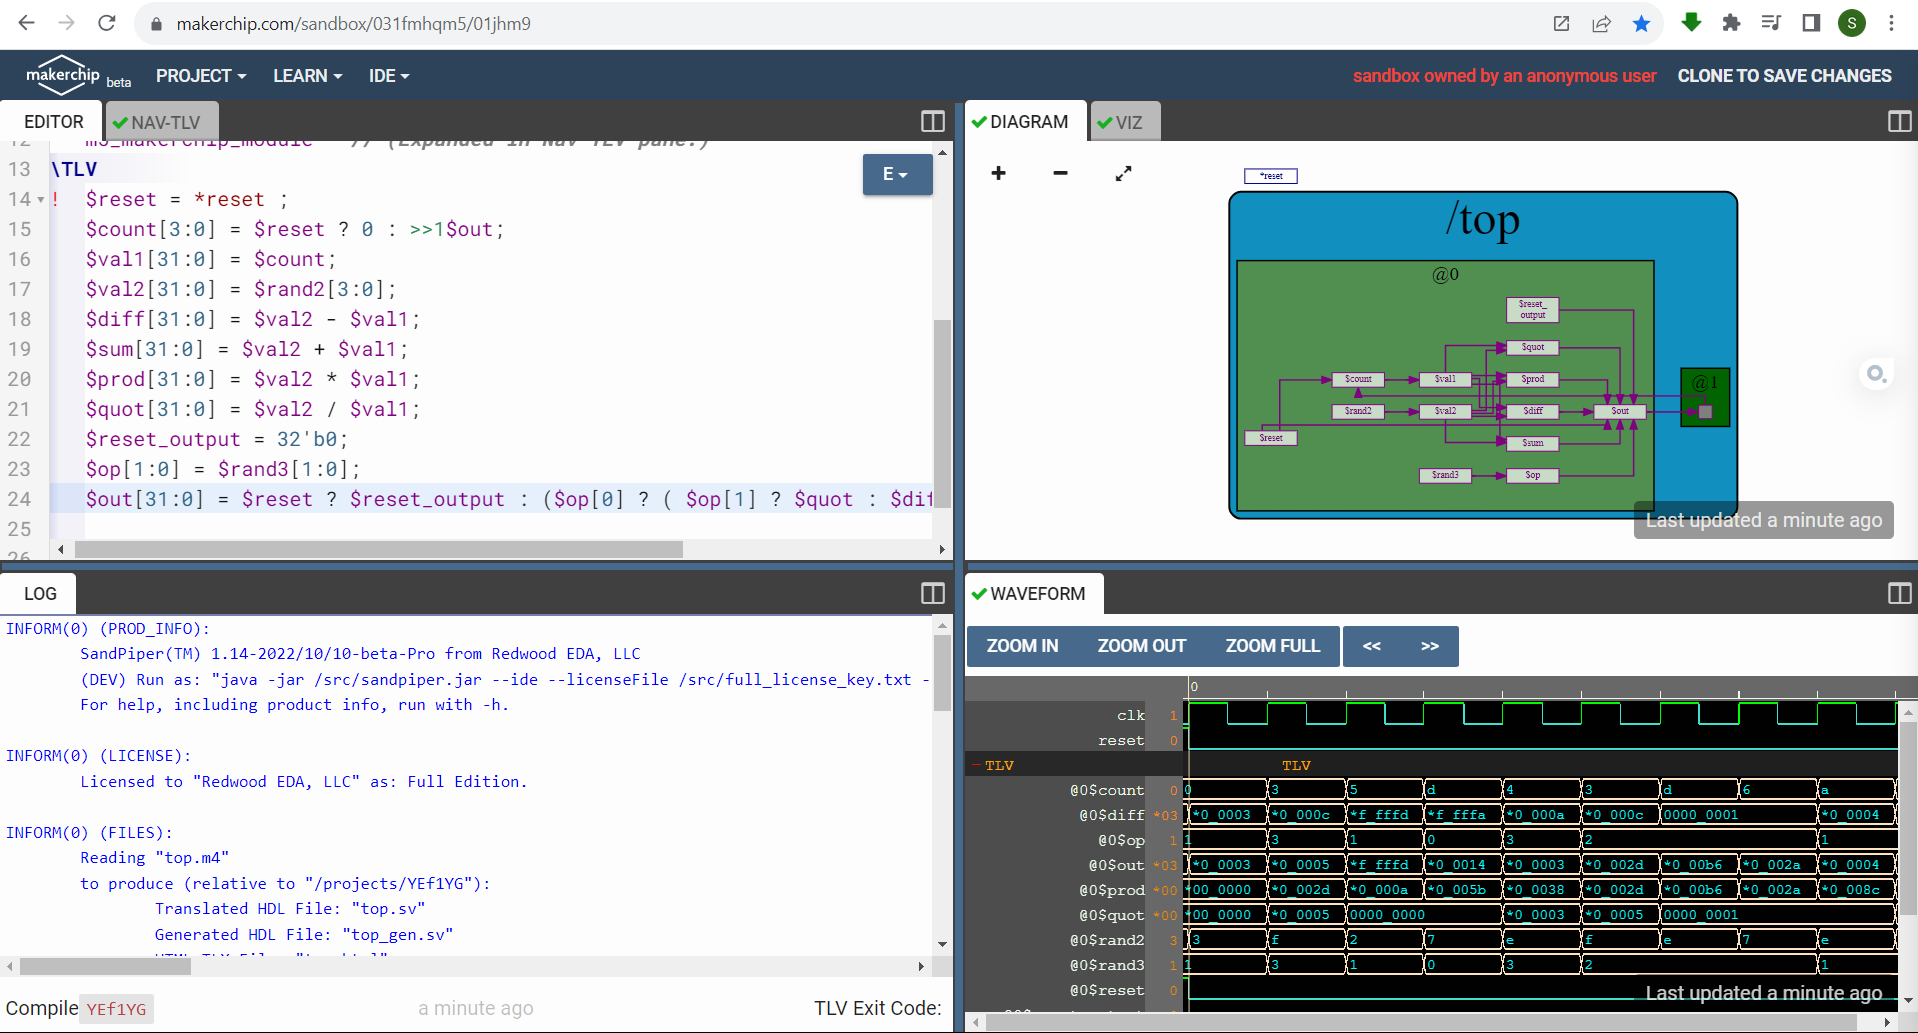 makerchip.com/sandbox/031fmhqm5/01jhm9
S
makerchip beta PROJECT LEARN IDE
sandbox owned by an anonymous user CLONE TO SAVE CHANGES
EDITOR NAV-TLV
12 m5_makerchip_module // (Expanded in Nav-TLV pane.)
13 \TLV
E
14 ! $reset = *reset ;
15 $count[3:0] = $reset ? 0 : >>1$out;
16 $val1[31:0] = $count;
17 $val2[31:0] = $rand2[3:0];
18 $diff[31:0] = $val2 - $val1;
19 $sum[31:0] = $val2 + $val1;
20 $prod[31:0] = $val2 * $val1;
21 $quot[31:0] = $val2 / $val1;
22 $reset_output = 32'b0;
23 $op[1:0] = $rand3[1:0];
24 $out[31:0] = $reset ? $reset_output : ($op[0] ? ( $op[1] ? $quot : $dif
25
26
LOG
INFORM(0) (PROD_INFO):
SandPiper(TM) 1.14-2022/10/10-beta-Pro from Redwood EDA, LLC
(DEV) Run as: "java -jar /src/sandpiper.jar --ide --licenseFile /src/full_license_key.txt -
For help, including product info, run with -h.
INFORM(0) (LICENSE):
Licensed to "Redwood EDA, LLC" as: Full Edition.
INFORM(0) (FILES):
Reading "top.m4"
to produce (relative to "/projects/YEf1YG"):
Translated HDL File: "top.sv"
Generated HDL File: "top_gen.sv"
Compile YEf1YG a minute ago TLV Exit Code:
DIAGRAM VIZ
+ −
*reset
/top
@0
$reset_
output
$quot
$count $val1 $prod
@1
$rand2 $val2 $diff $out
$reset
$sum
$rand3 $op
Last updated a minute ago
WAVEFORM
ZOOM IN ZOOM OUT ZOOM FULL << >>
0
clk 1
reset 0
− TLV TLV
@0$count 0 0 3 5 d 4 3 d 6 a
@0$diff *03 *0_0003 *0_000c *f_fffd *f_fffa *0_000a *0_000c 0000_0001 *0_0004
@0$op 1 1 3 1 0 3 2 1
@0$out *03 *0_0003 *0_0005 *f_fffd *0_0014 *0_0003 *0_002d *0_00b6 *0_002a *0_0004
@0$prod *00 *00_0000 *0_002d *0_000a *0_005b *0_0038 *0_002d *0_00b6 *0_002a *0_008c
@0$quot *00 *00_0000 *0_0005 0000_0000 *0_0003 *0_0005 0000_0001
@0$rand2 3 3 f 2 7 e f e 7 e
@0$rand3 1 1 3 1 0 3 2 1
@0$reset 0
Last updated a minute ago